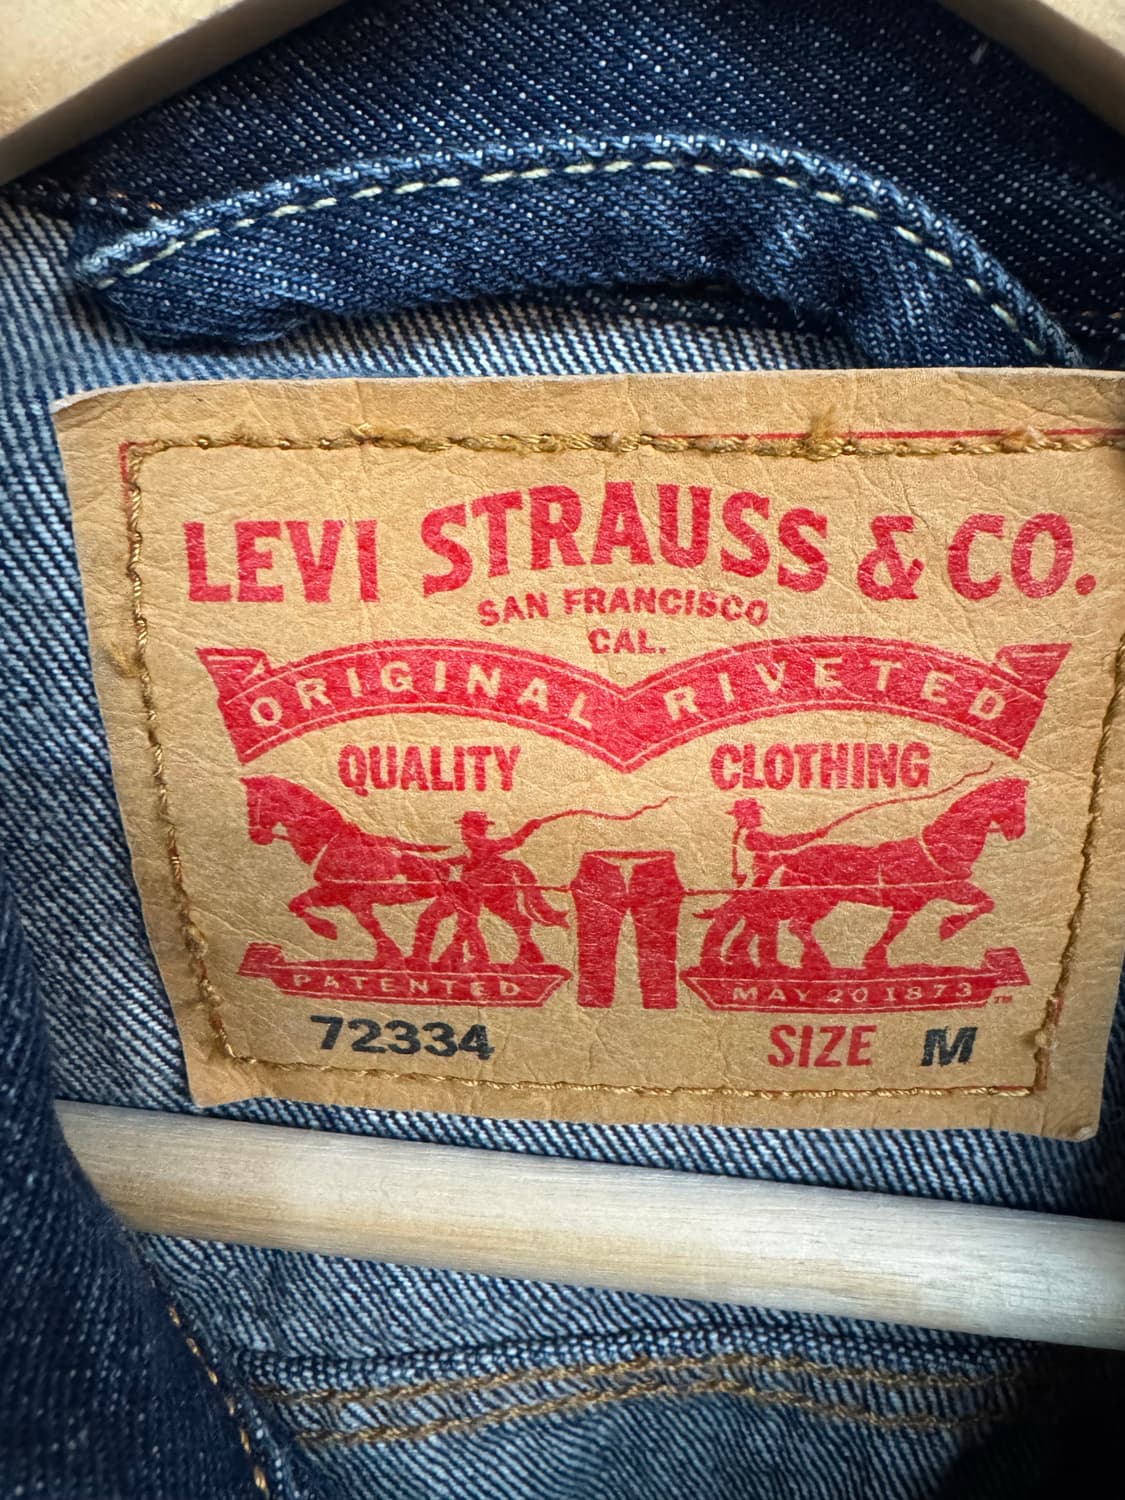 LEVI STRAUSS & CO.
SAN FRANCISCO
CAL.
ORIGINAL RIVETED
QUALITY CLOTHING
PATENTED MAY 20 1873 ™
72334 SIZE M